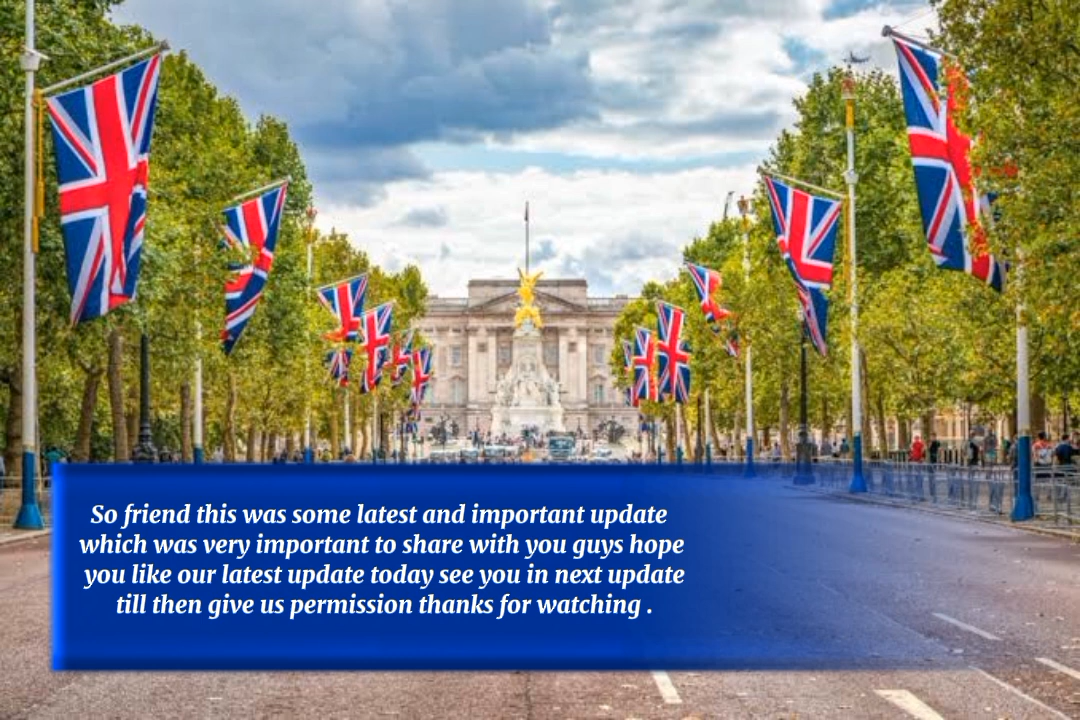 So friend this was some latest and important update
which was very important to share with you guys hope
you like our latest update today see you in next update
till then give us permission thanks for watching .